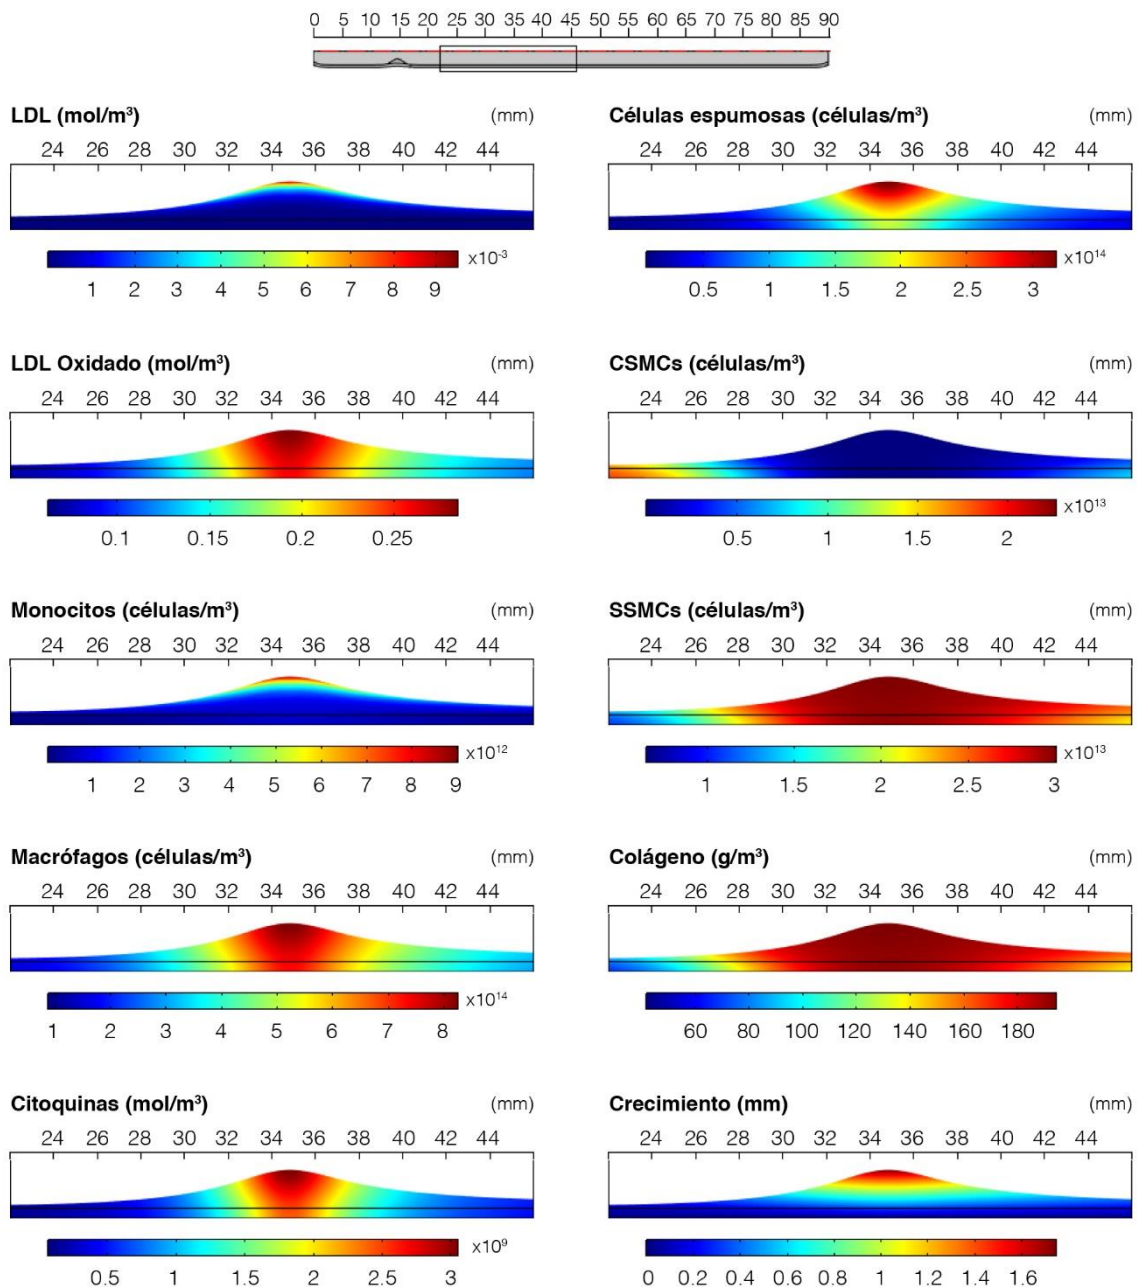 0 5 10 15 20 25 30 35 40 45 50 55 60 65 70 75 80 85 90
LDL (mol/m³) (mm)
24 26 28 30 32 34 36 38 40 42 44
x10⁻³
1 2 3 4 5 6 7 8 9
Células espumosas (células/m³) (mm)
24 26 28 30 32 34 36 38 40 42 44
x10¹⁴
0.5 1 1.5 2 2.5 3
LDL Oxidado (mol/m³) (mm)
24 26 28 30 32 34 36 38 40 42 44
0.1 0.15 0.2 0.25
CSMCs (células/m³) (mm)
24 26 28 30 32 34 36 38 40 42 44
x10¹³
0.5 1 1.5 2
Monocitos (células/m³) (mm)
24 26 28 30 32 34 36 38 40 42 44
x10¹²
1 2 3 4 5 6 7 8 9
SSMCs (células/m³) (mm)
24 26 28 30 32 34 36 38 40 42 44
x10¹³
1 1.5 2 2.5 3
Macrófagos (células/m³) (mm)
24 26 28 30 32 34 36 38 40 42 44
x10¹⁴
1 2 3 4 5 6 7 8
Colágeno (g/m³) (mm)
24 26 28 30 32 34 36 38 40 42 44
60 80 100 120 140 160 180
Citoquinas (mol/m³) (mm)
24 26 28 30 32 34 36 38 40 42 44
x10⁹
0.5 1 1.5 2 2.5 3
Crecimiento (mm) (mm)
24 26 28 30 32 34 36 38 40 42 44
0 0.2 0.4 0.6 0.8 1 1.2 1.4 1.6